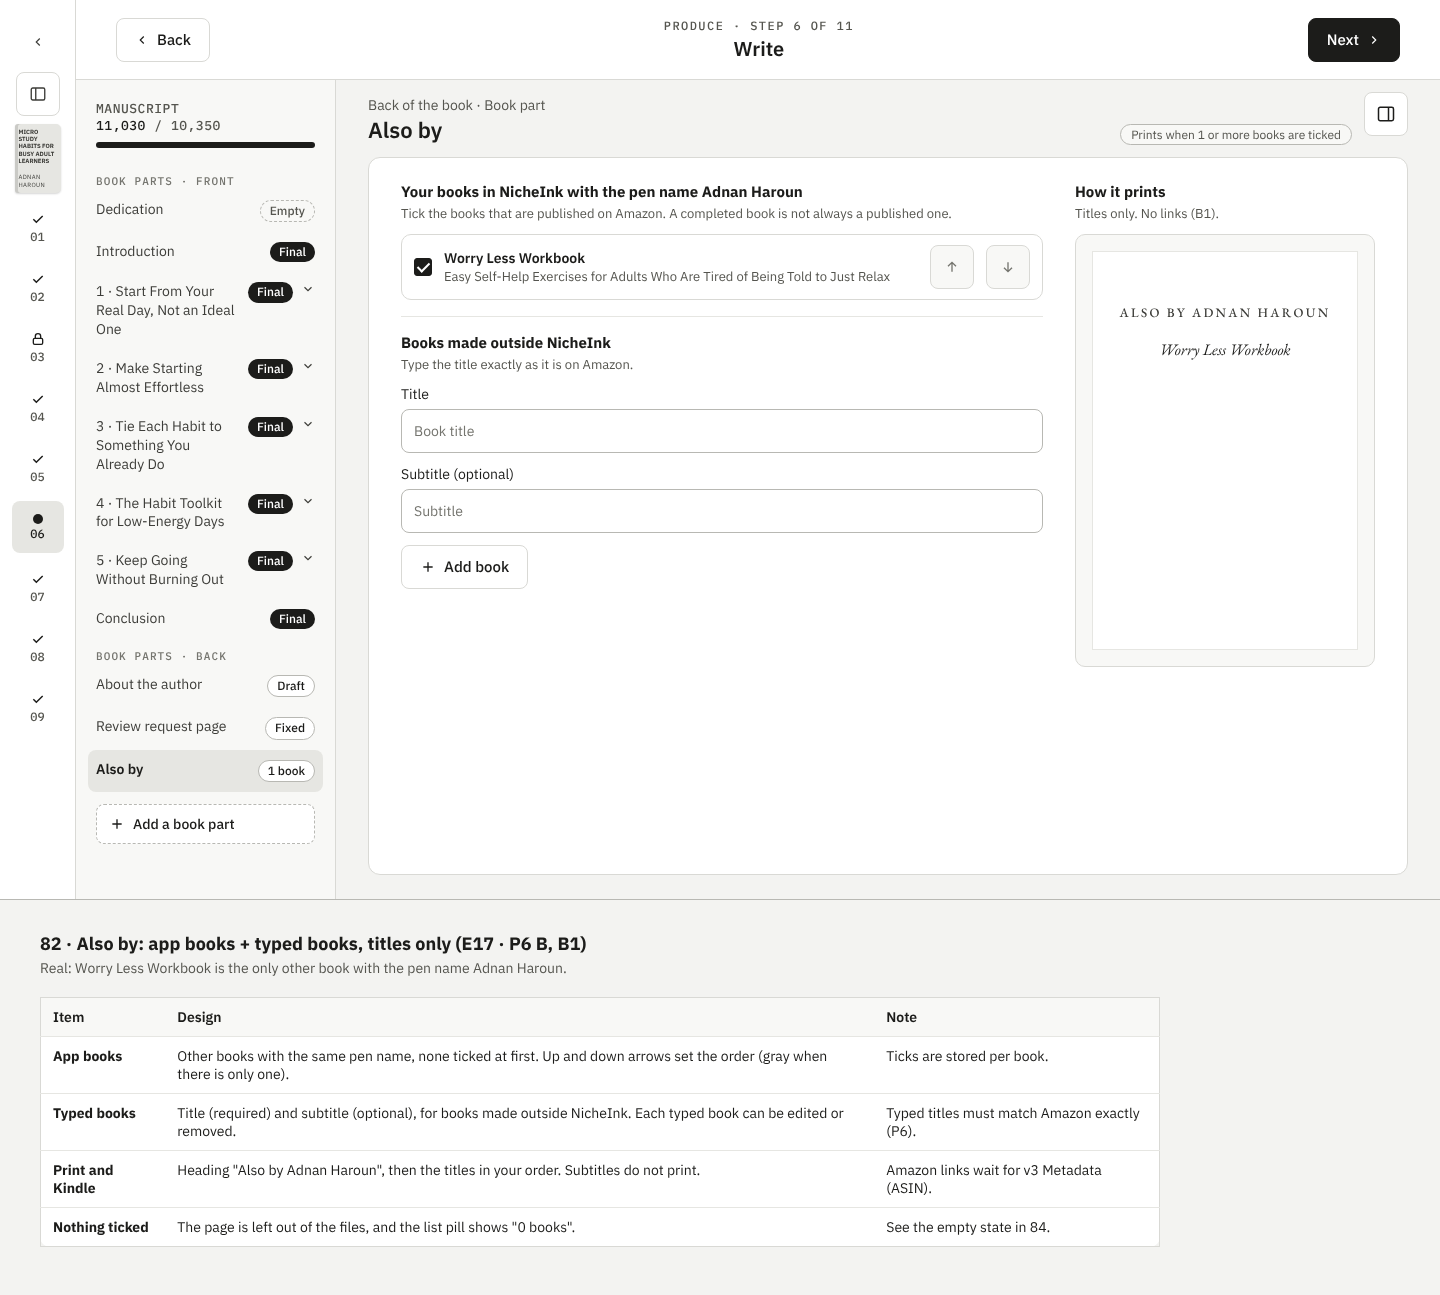 Back
PRODUCE · STEP 6 OF 11
Write
Next
MICRO
STUDY
HABITS FOR
BUSY ADULT
LEARNERS
ADNAN
HAROUN
01
02
03
04
05
06
07
08
09
MANUSCRIPT
11,030 / 10,350
BOOK PARTS · FRONT
Dedication Empty
Introduction Final
1 · Start From Your Final
Real Day, Not an Ideal
One
2 · Make Starting Final
Almost Effortless
3 · Tie Each Habit to Final
Something You
Already Do
4 · The Habit Toolkit Final
for Low-Energy Days
5 · Keep Going Final
Without Burning Out
Conclusion Final
BOOK PARTS · BACK
About the author Draft
Review request page Fixed
Also by 1 book
+ Add a book part
Back of the book · Book part
Also by
Prints when 1 or more books are ticked
Your books in NicheInk with the pen name Adnan Haroun
Tick the books that are published on Amazon. A completed book is not always a published one.
Worry Less Workbook
Easy Self-Help Exercises for Adults Who Are Tired of Being Told to Just Relax
Books made outside NicheInk
Type the title exactly as it is on Amazon.
Title
Book title
Subtitle (optional)
Subtitle
+ Add book
How it prints
Titles only. No links (B1).
ALSO BY ADNAN HAROUN
Worry Less Workbook
82 · Also by: app books + typed books, titles only (E17 · P6 B, B1)
Real: Worry Less Workbook is the only other book with the pen name Adnan Haroun.
Item Design Note
App books Other books with the same pen name, none ticked at first. Up and down arrows set the order (gray when Ticks are stored per book.
there is only one).
Typed books Title (required) and subtitle (optional), for books made outside NicheInk. Each typed book can be edited or Typed titles must match Amazon exactly
removed. (P6).
Print and Heading "Also by Adnan Haroun", then the titles in your order. Subtitles do not print. Amazon links wait for v3 Metadata
Kindle (ASIN).
Nothing ticked The page is left out of the files, and the list pill shows "0 books". See the empty state in 84.